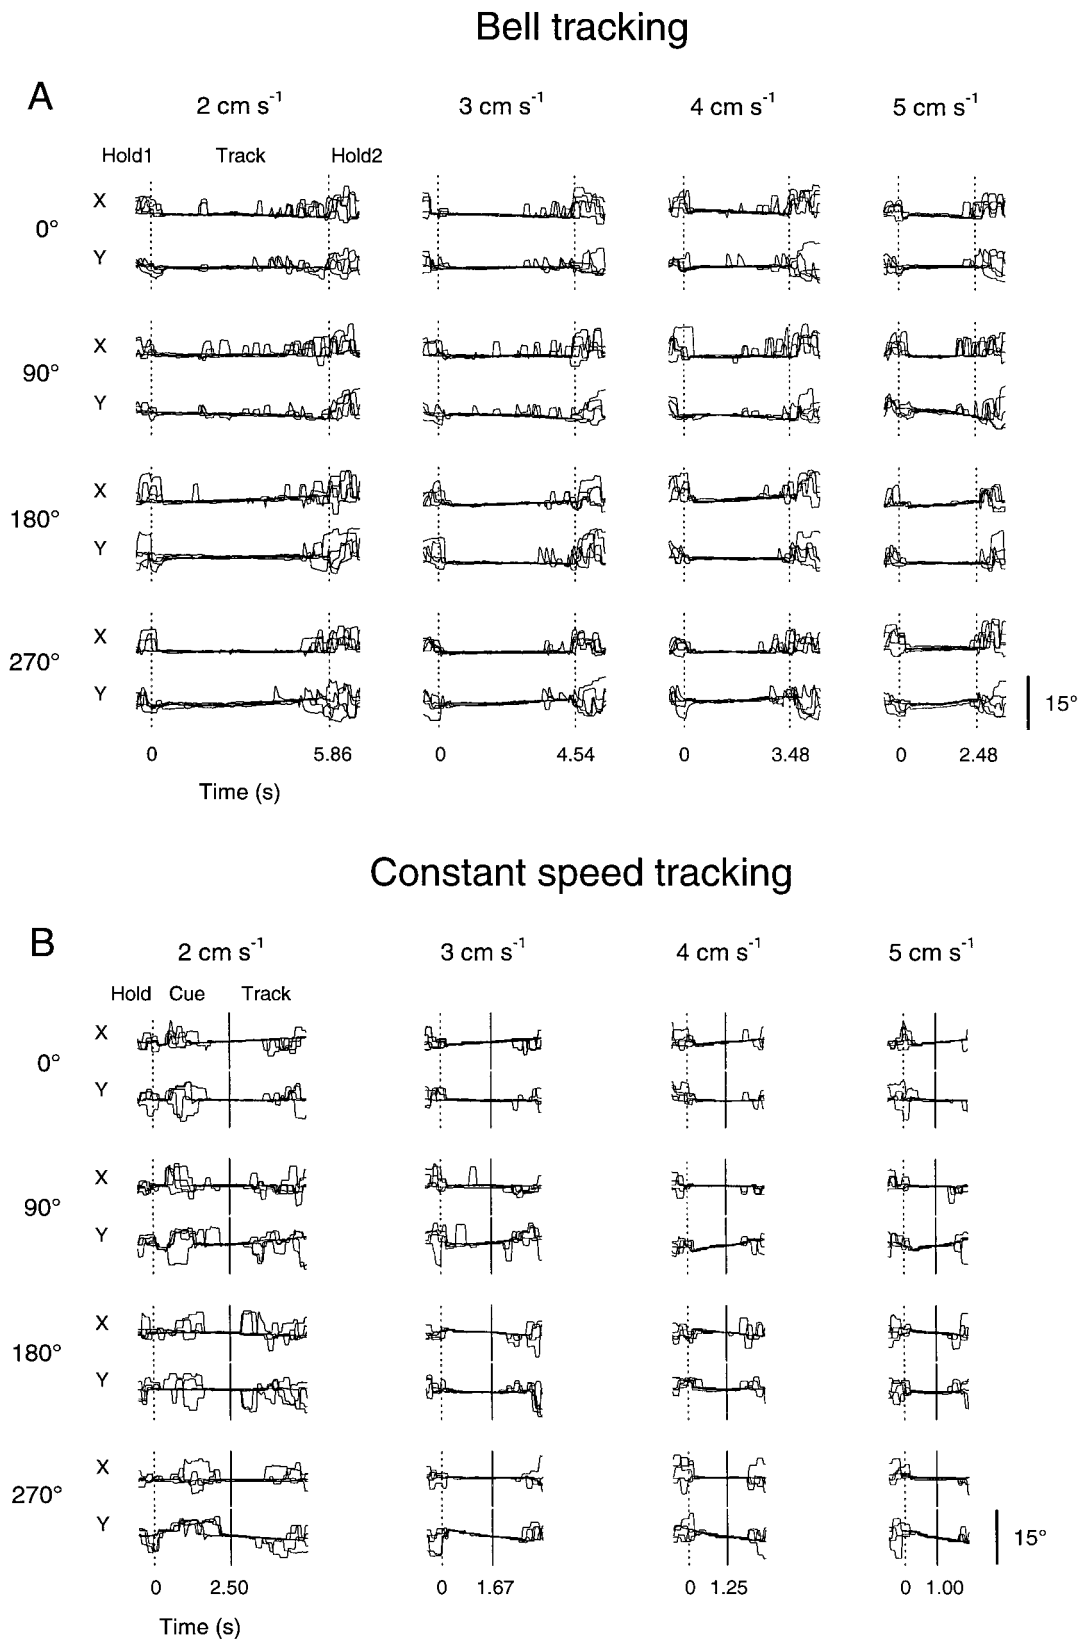 Bell tracking
A
2 cm s-1 3 cm s-1 4 cm s-1 5 cm s-1
Hold1 Track Hold2
X
0°
Y
X
90°
Y
X
180°
Y
X
270°
Y
15°
0 5.86 0 4.54 0 3.48 0 2.48
Time (s)
Constant speed tracking
B
2 cm s-1 3 cm s-1 4 cm s-1 5 cm s-1
Hold Cue Track
X
0°
Y
X
90°
Y
X
180°
Y
X
270°
Y
15°
0 2.50 0 1.67 0 1.25 0 1.00
Time (s)